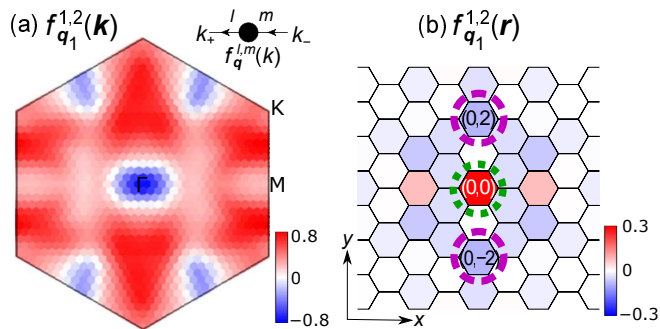 (a) f_{q_1}^{1,2}(k)
l m
k_+ k_-
f_q^{l,m}(k)
K
Γ
M
0.8
0
−0.8
(b) f_{q_1}^{1,2}(r)
(0,2)
(0,0)
(0,−2)
y
x
0.3
0
−0.3